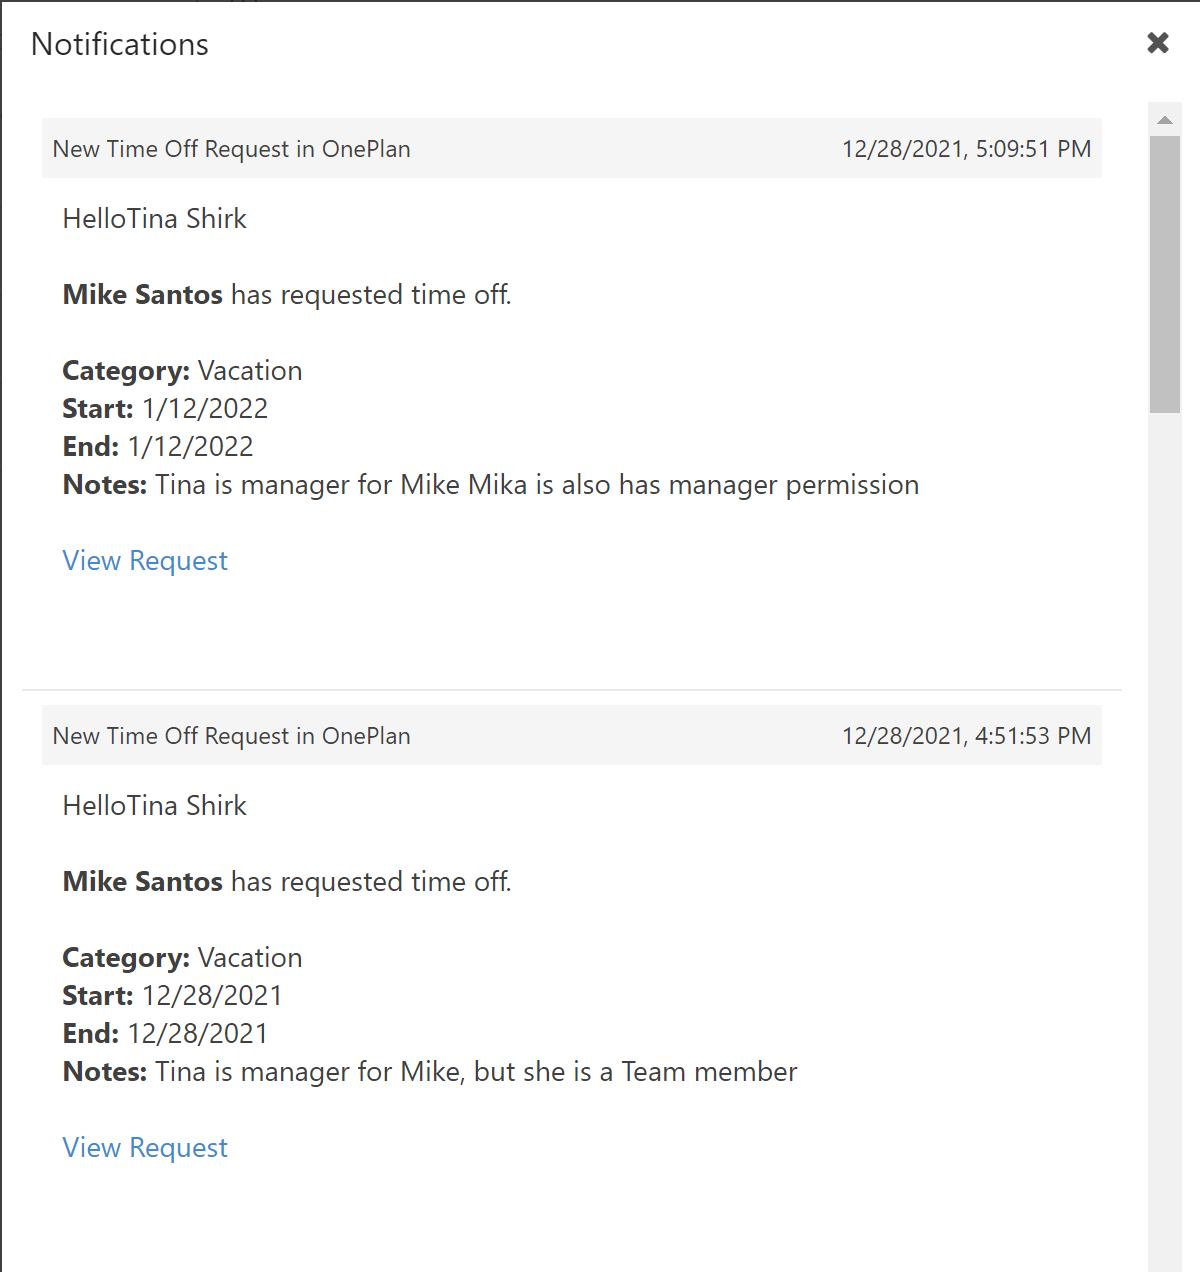 Notifications
New Time Off Request in OnePlan 12/28/2021, 5:09:51 PM
HelloTina Shirk
Mike Santos has requested time off.
Category: Vacation
Start: 1/12/2022
End: 1/12/2022
Notes: Tina is manager for Mike Mika is also has manager permission
View Request
New Time Off Request in OnePlan 12/28/2021, 4:51:53 PM
HelloTina Shirk
Mike Santos has requested time off.
Category: Vacation
Start: 12/28/2021
End: 12/28/2021
Notes: Tina is manager for Mike, but she is a Team member
View Request